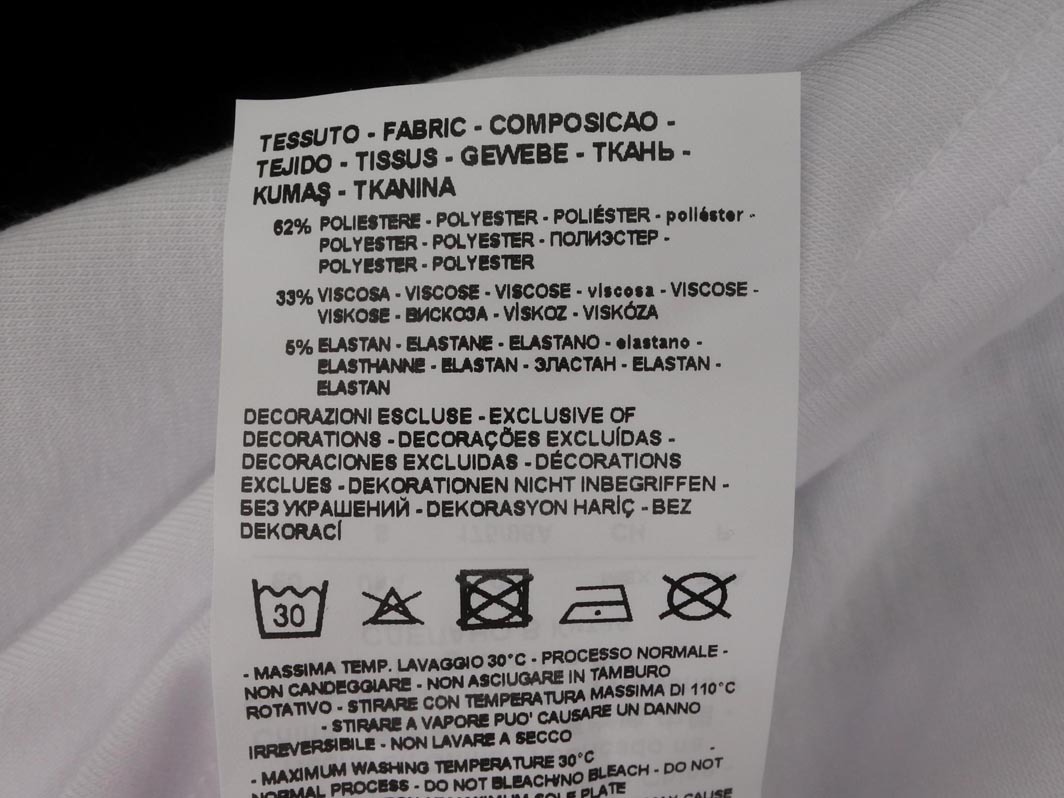 TESSUTO - FABRIC - COMPOSICAO -
TEJIDO - TISSUS - GEWEBE - ТКАНЬ -
KUMAŞ - TKANINA
62% POLIESTERE - POLYESTER - POLIÉSTER - poliéster -
POLYESTER - POLYESTER - ПОЛИЭСТЕР -
POLYESTER - POLYESTER
33% VISCOSA - VISCOSE - VISCOSE - viscosa - VISCOSE -
VISKOSE - ВИСКОЗА - VİSKOZ - VISKÓZA
5% ELASTAN - ELASTANE - ELASTANO - elastano -
ELASTHANNE - ELASTAN - ЭЛАСТАН - ELASTAN -
ELASTAN
DECORAZIONI ESCLUSE - EXCLUSIVE OF
DECORATIONS - DECORAÇÕES EXCLUÍDAS -
DECORACIONES EXCLUIDAS - DÉCORATIONS
EXCLUES - DEKORATIONEN NICHT INBEGRIFFEN -
БЕЗ УКРАШЕНИЙ - DEKORASYON HARİÇ - BEZ
DEKORACÍ
30
- MASSIMA TEMP. LAVAGGIO 30°C - PROCESSO NORMALE -
NON CANDEGGIARE - NON ASCIUGARE IN TAMBURO
ROTATIVO - STIRARE CON TEMPERATURA MASSIMA DI 110°C
- STIRARE A VAPORE PUO' CAUSARE UN DANNO
IRREVERSIBILE - NON LAVARE A SECCO
- MAXIMUM WASHING TEMPERATURE 30°C -
NORMAL PROCESS - DO NOT BLEACH/NO BLEACH - DO NOT
MAXIMUM SOLE PLATE
CAUSE